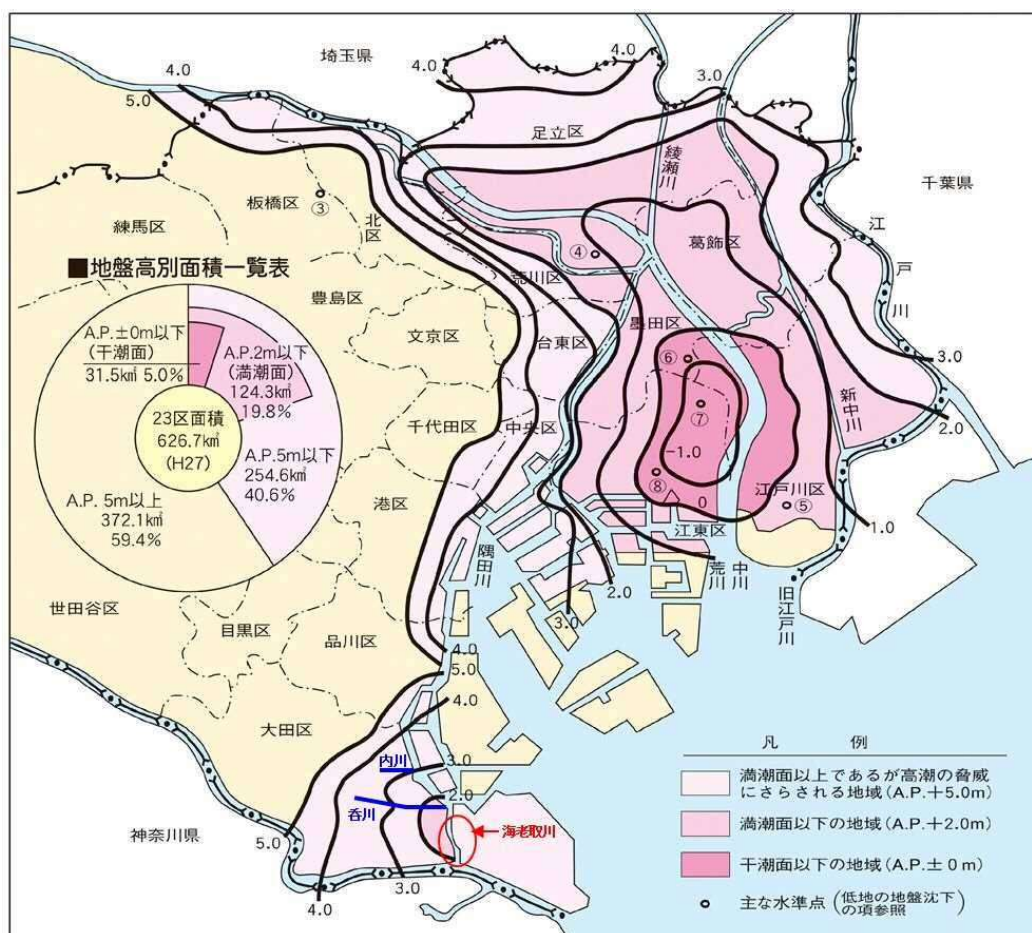 埼玉県
4.0
5.0
4.0
4.0
3.0
足立区
綾瀬川
千葉県
板橋区
③
練馬区
北区
④
葛飾区
江戸川
■地盤高別面積一覧表
荒川区
豊島区
文京区
台東区
墨田区
⑥
3.0
A.P.±0m以下
(干潮面)
31.5k㎡ 5.0%
A.P.2m以下
(満潮面)
124.3k㎡
19.8%
23区面積
626.7k㎡
(H27)
A.P.5m以下
254.6k㎡
40.6%
A.P. 5m以上
372.1k㎡
59.4%
⑦
新中川
2.0
千代田区
中央区
-1.0
⑧
0
江戸川区
⑤
港区
江東区
1.0
隅田川
荒川
中川
旧江戸川
2.0
3.0
世田谷区
目黒区
品川区
4.0
5.0
4.0
大田区
内川
3.0
2.0
呑川
海老取川
神奈川県
5.0
4.0
3.0
凡 例
満潮面以上であるが高潮の脅威
にさらされる地域(A.P.+5.0m)
満潮面以下の地域(A.P.+2.0m)
干潮面以下の地域(A.P.±0m)
主な水準点(低地の地盤沈下
の項参照)